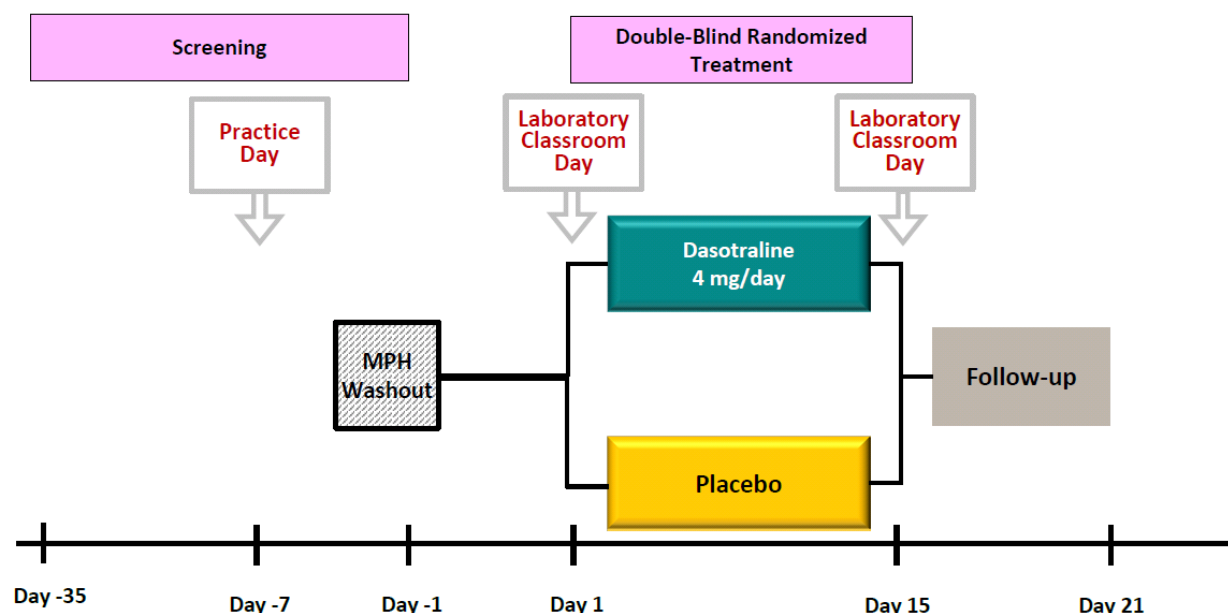 Screening
Double-Blind Randomized
Treatment
Practice
Day
Laboratory
Classroom
Day
Laboratory
Classroom
Day
Dasotraline
4 mg/day
MPH
Washout
Follow-up
Placebo
Day -35
Day -7
Day -1
Day 1
Day 15
Day 21